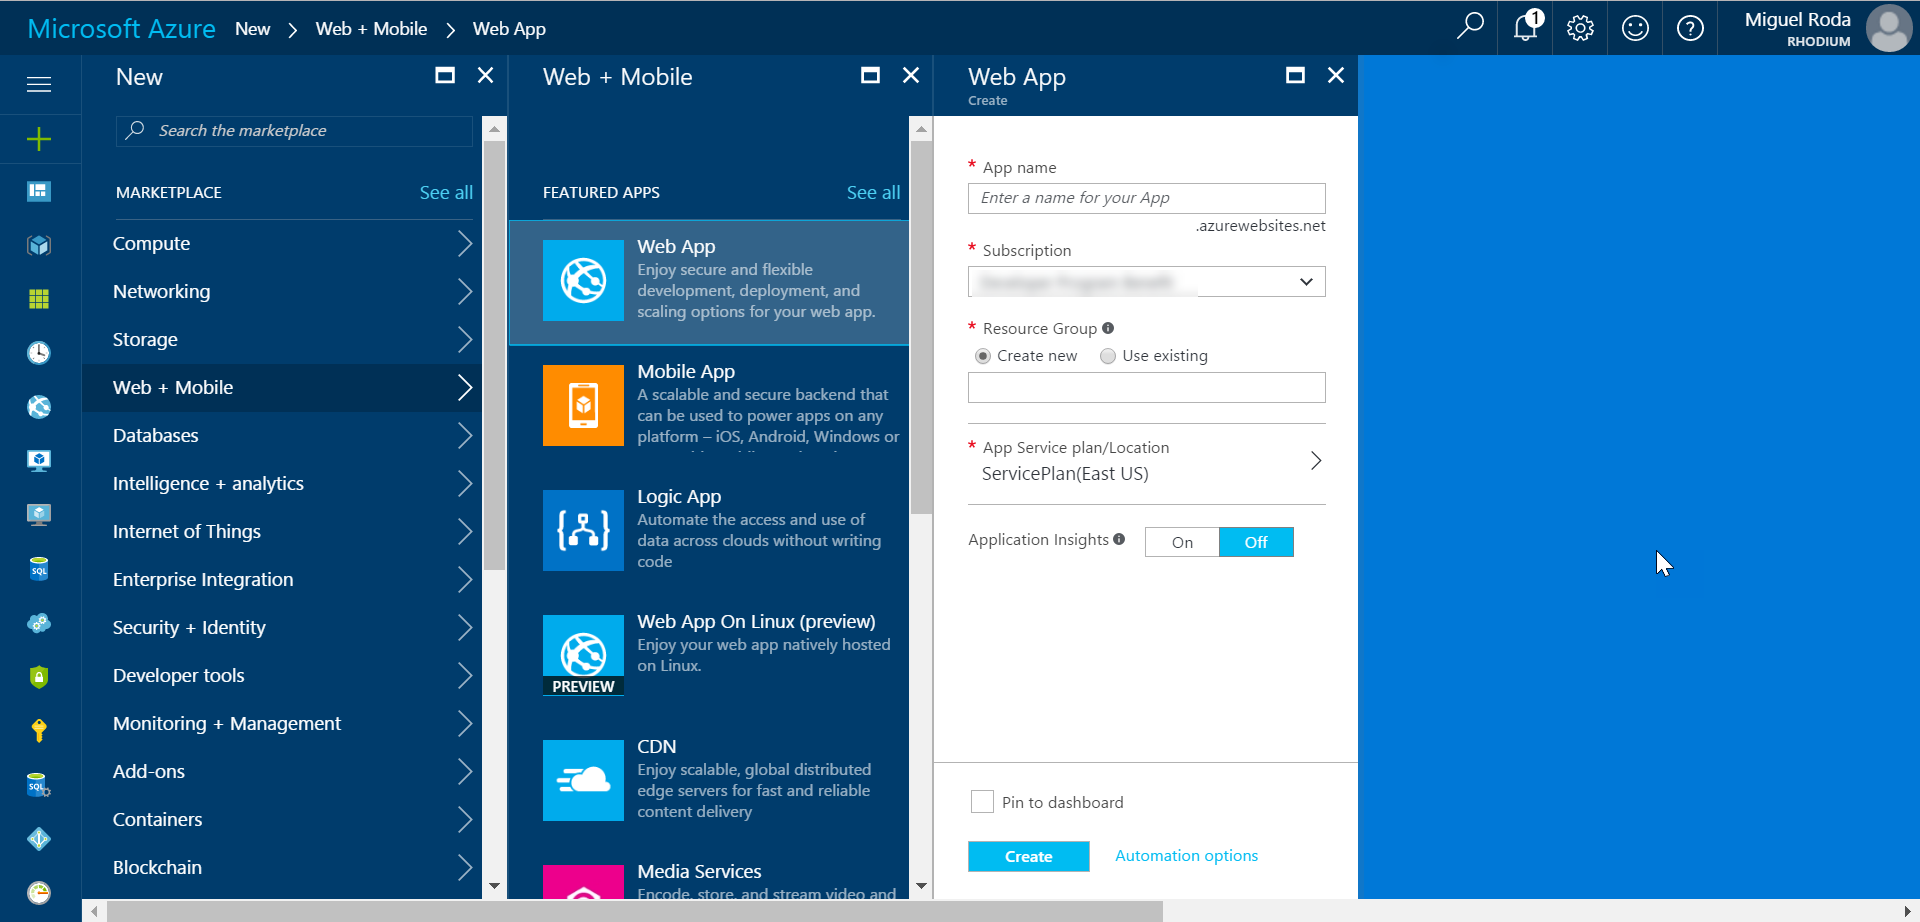 Microsoft Azure New Web + Mobile Web App
1
Miguel Roda
RHODIUM
New
Search the marketplace
MARKETPLACE See all
Compute
Networking
Storage
Web + Mobile
Databases
Intelligence + analytics
Internet of Things
Enterprise Integration
Security + Identity
Developer tools
Monitoring + Management
Add-ons
Containers
Blockchain
SQL
SQL
Web + Mobile
FEATURED APPS See all
Web App
Enjoy secure and flexible
development, deployment, and
scaling options for your web app.
Mobile App
A scalable and secure backend that
can be used to power apps on any
platform – iOS, Android, Windows or
Logic App
Automate the access and use of
data across clouds without writing
code
Web App On Linux (preview)
Enjoy your web app natively hosted
on Linux.
PREVIEW
CDN
Enjoy scalable, global distributed
edge servers for fast and reliable
content delivery
Media Services
Encode, store, and stream video and
Web App
Create
* App name
Enter a name for your App
.azurewebsites.net
* Subscription
* Resource Group
Create new Use existing
* App Service plan/Location
ServicePlan(East US)
Application Insights On Off
Pin to dashboard
Create Automation options